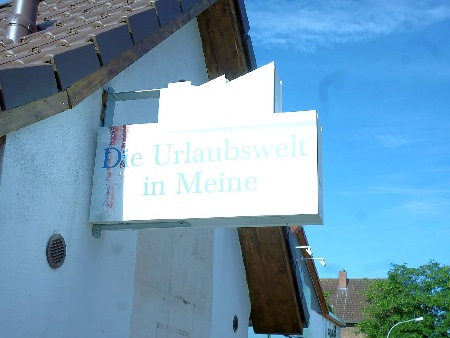 Die Urlaubswelt
in Meine